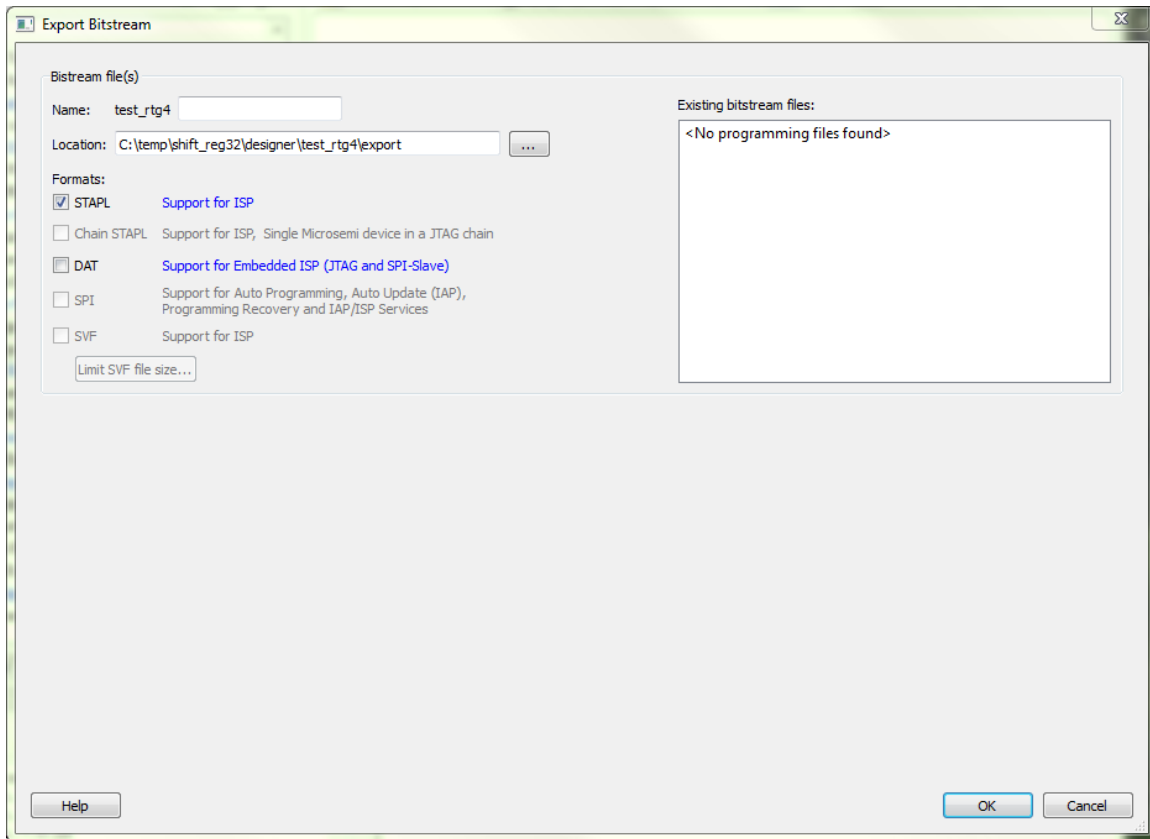 Export Bitstream
Bistream file(s)
Name: test_rtg4
Location: C:\temp\shift_reg32\designer\test_rtg4\export ...
Formats:
STAPL Support for ISP
Chain STAPL Support for ISP, Single Microsemi device in a JTAG chain
DAT Support for Embedded ISP (JTAG and SPI-Slave)
SPI Support for Auto Programming, Auto Update (IAP),
Programming Recovery and IAP/ISP Services
SVF Support for ISP
Limit SVF file size...
Existing bitstream files:
<No programming files found>
Help
OK
Cancel